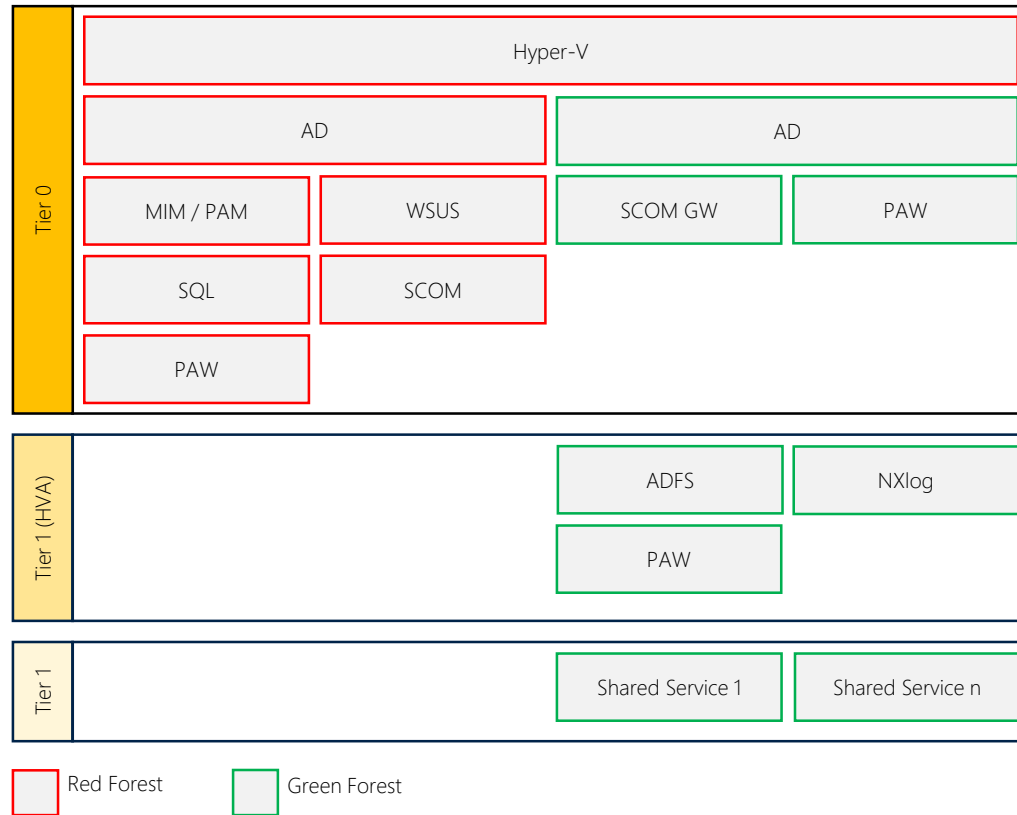 Tier 0
Hyper-V
AD
AD
MIM / PAM
WSUS
SCOM GW
PAW
SQL
SCOM
PAW
Tier 1 (HVA)
ADFS
NXlog
PAW
Tier 1
Shared Service 1
Shared Service n
Red Forest
Green Forest